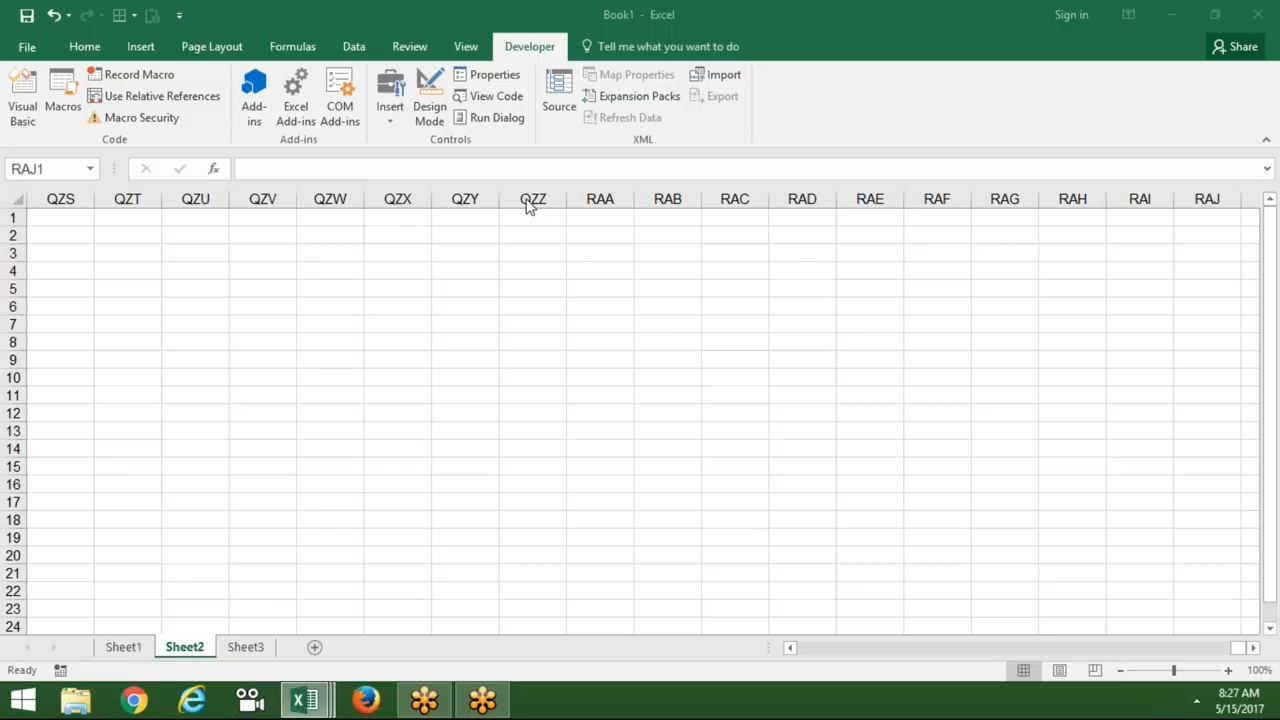 Book1 - Excel
Sign in
File Home Insert Page Layout Formulas Data Review View Developer Tell me what you want to do Share
Visual Basic
Macros
Record Macro
Use Relative References
Macro Security
Code
Add-ins
Excel Add-ins
COM Add-ins
Add-ins
Insert
Design Mode
Properties
View Code
Run Dialog
Controls
Source
Map Properties
Expansion Packs
Refresh Data
Import
Export
XML
RAJ1
fx
QZS QZT QZU QZV QZW QZX QZY QZZ RAA RAB RAC RAD RAE RAF RAG RAH RAI RAJ
1
2
3
4
5
6
7
8
9
10
11
12
13
14
15
16
17
18
19
20
21
22
23
24
Sheet1 Sheet2 Sheet3
Ready
100%
8:27 AM
5/15/2017